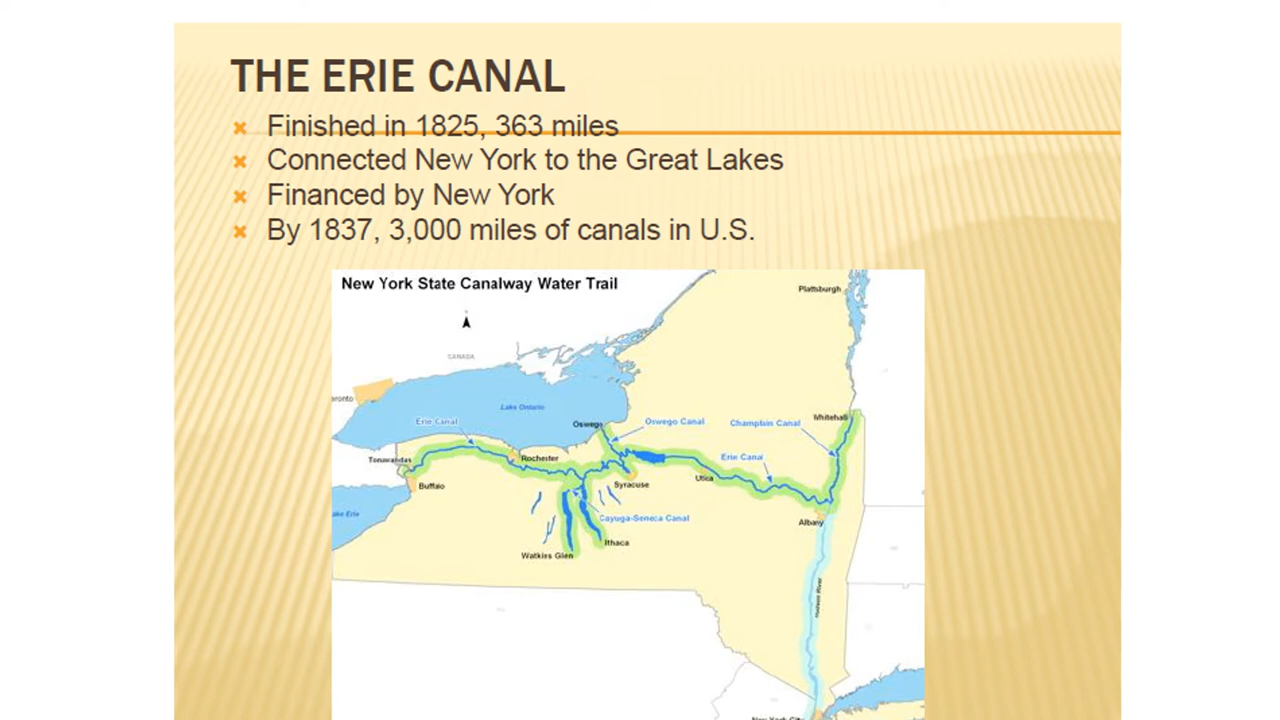 THE ERIE CANAL
Finished in 1825, 363 miles
Connected New York to the Great Lakes
Financed by New York
By 1837, 3,000 miles of canals in U.S.
New York State Canalway Water Trail
Plattsburgh
CANADA
Lake Ontario
Erie Canal
Oswego
Oswego Canal
Champlain Canal
Whitehall
Tonawandas
Rochester
Erie Canal
Buffalo
Syracuse
Utica
Cayuga-Seneca Canal
Albany
Ithaca
Watkins Glen
Hudson River
New York City